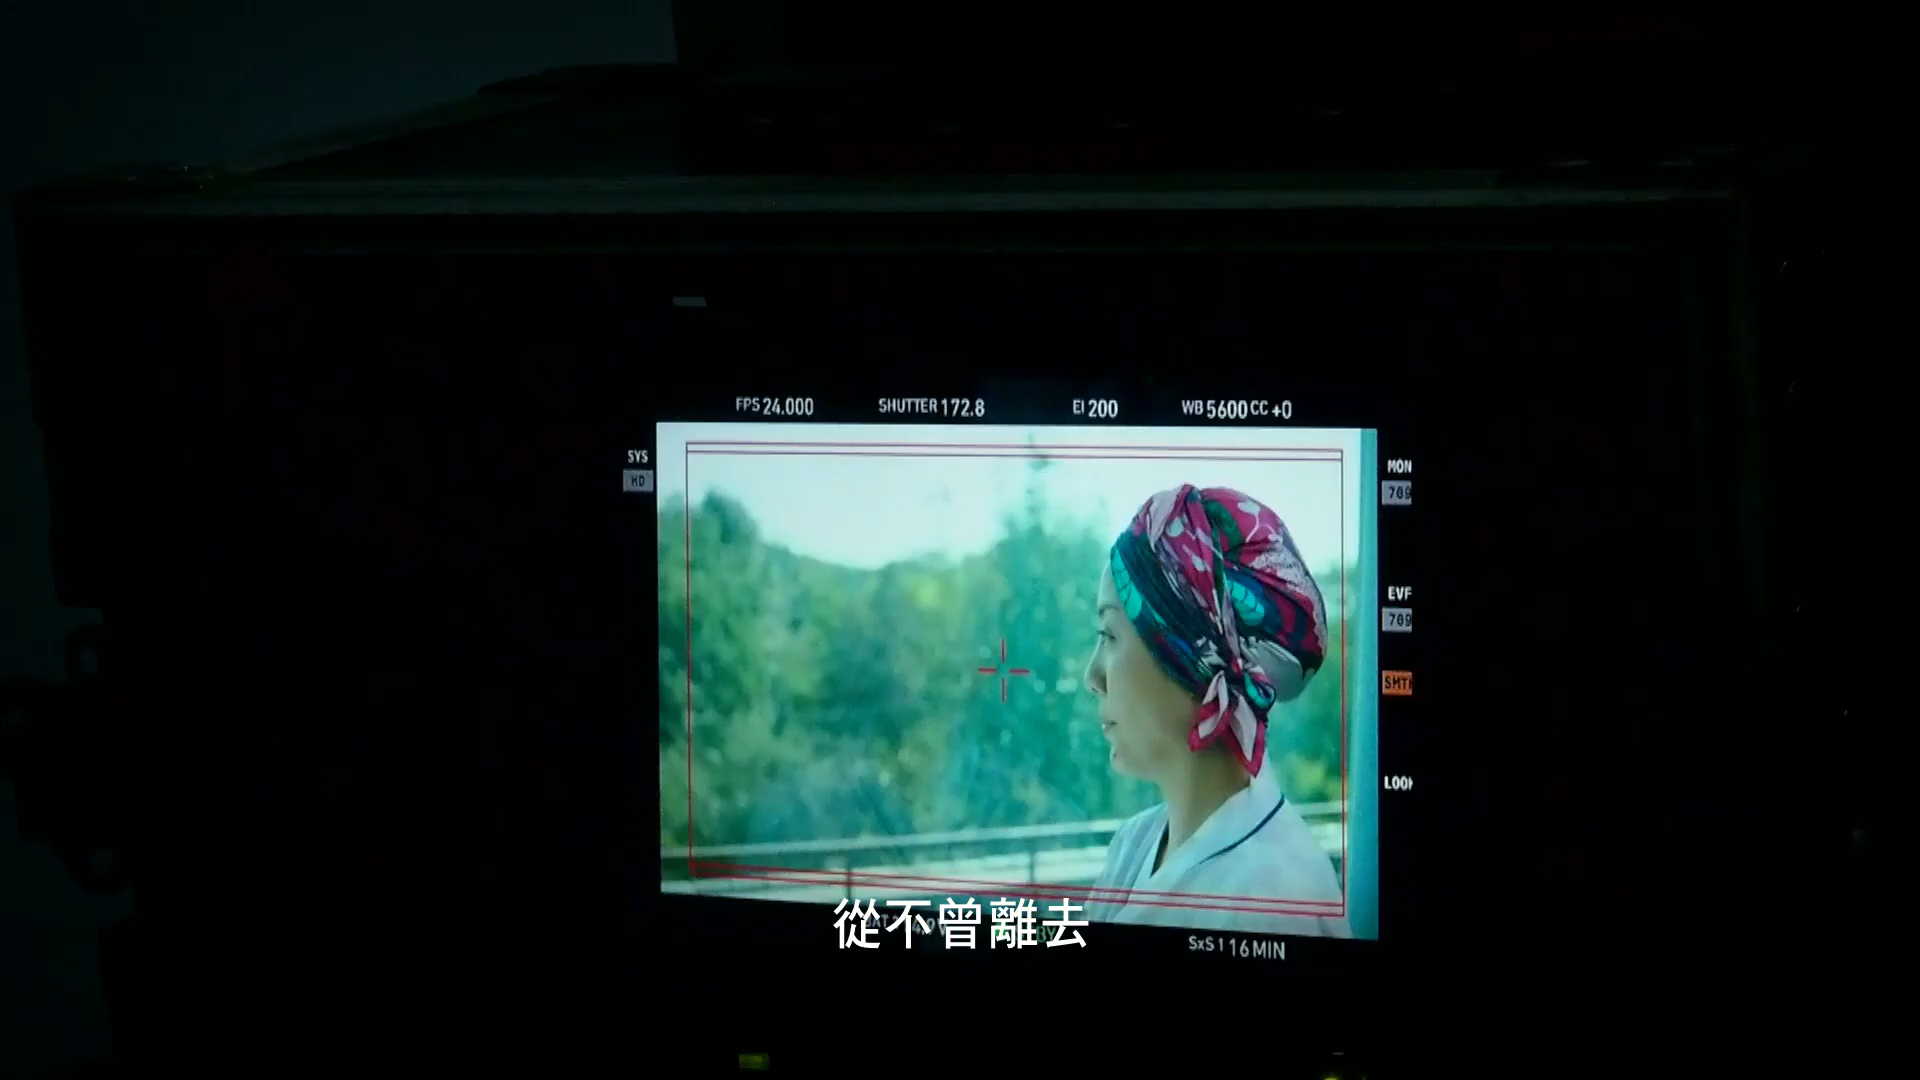 FPS 24.000 SHUTTER 172.8 EI 200 WB 5600 CC +0
SYS
HD
MON
709
EVF
709
LOOK
從不曾離去
SxS 1 16 MIN